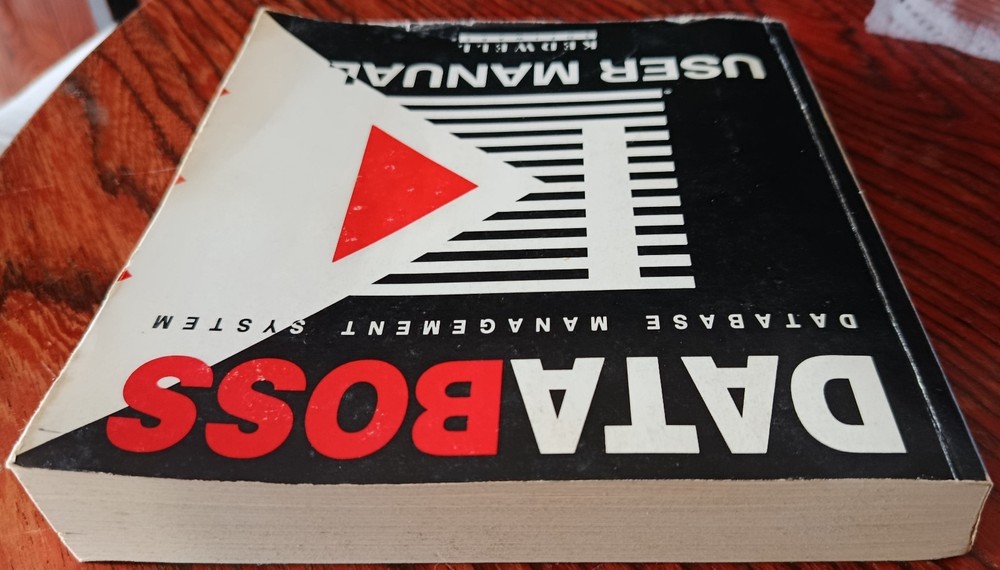 DATABOSS
DATABASE MANAGEMENT SYSTEM
USER MANUAL
KEDWELL